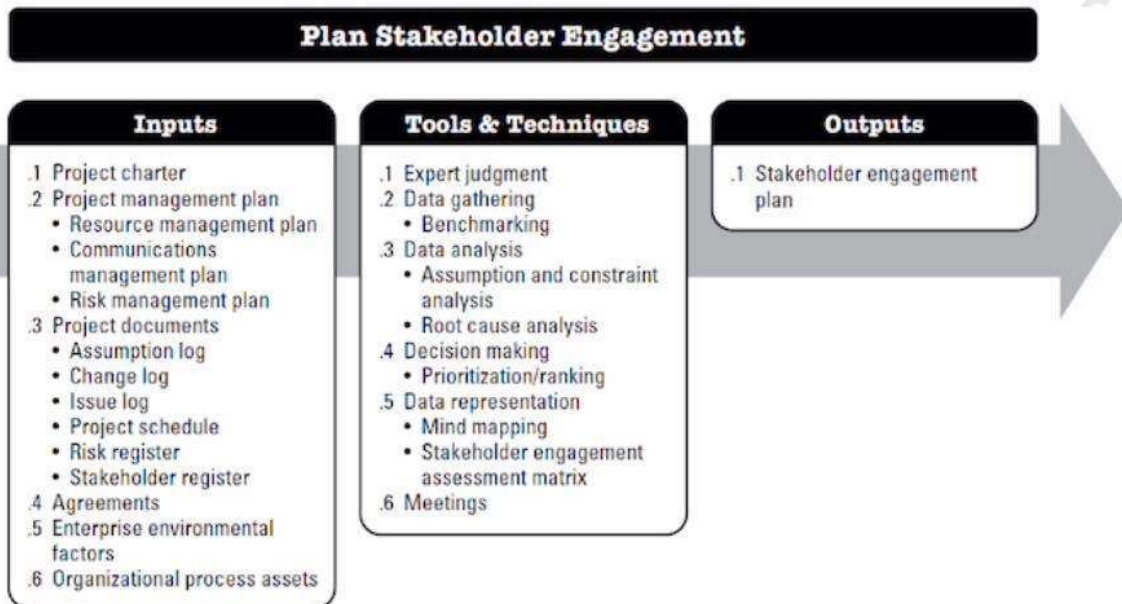 Plan Stakeholder Engagement
Inputs
.1 Project charter
.2 Project management plan
• Resource management plan
• Communications
management plan
• Risk management plan
.3 Project documents
• Assumption log
• Change log
• Issue log
• Project schedule
• Risk register
• Stakeholder register
.4 Agreements
.5 Enterprise environmental
factors
.6 Organizational process assets
Tools & Techniques
.1 Expert judgment
.2 Data gathering
• Benchmarking
.3 Data analysis
• Assumption and constraint
analysis
• Root cause analysis
.4 Decision making
• Prioritization/ranking
.5 Data representation
• Mind mapping
• Stakeholder engagement
assessment matrix
.6 Meetings
Outputs
.1 Stakeholder engagement
plan